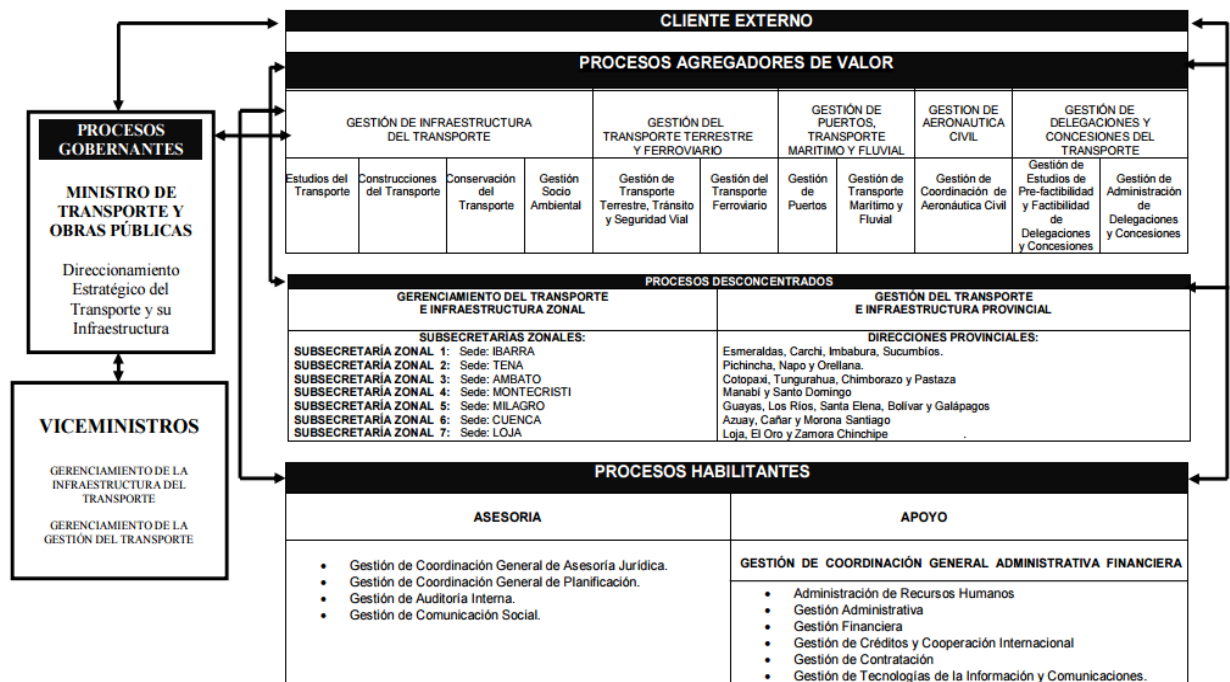 CLIENTE EXTERNO
PROCESOS AGREGADORES DE VALOR
GESTIÓN DE INFRAESTRUCTURA
DEL TRANSPORTE
GESTIÓN DEL
TRANSPORTE TERRESTRE
Y FERROVIARIO
GESTIÓN DE
PUERTOS,
TRANSPORTE
MARITIMO Y FLUVIAL
GESTION DE
AERONAUTICA
CIVIL
GESTIÓN DE
DELEGACIONES Y
CONCESIONES DEL
TRANSPORTE
Estudios del
Transporte
Construcciones
del Transporte
Conservación
del
Transporte
Gestión
Socio
Ambiental
Gestión de
Transporte
Terrestre, Tránsito
y Seguridad Vial
Gestión del
Transporte
Ferroviario
Gestión
de
Puertos
Gestión de
Transporte
Marítimo y
Fluvial
Gestión de
Coordinación de
Aeronáutica Civil
Gestión de
Estudios de
Pre-factibilidad
y Factibilidad
de
Delegaciones
y Concesiones
Gestión de
Administración
de
Delegaciones
y Concesiones
PROCESOS
GOBERNANTES
MINISTRO DE
TRANSPORTE Y
OBRAS PÚBLICAS
Direccionamiento
Estratégico del
Transporte y su
Infraestructura
VICEMINISTROS
GERENCIAMIENTO DE LA
INFRAESTRUCTURA DEL
TRANSPORTE
GERENCIAMIENTO DE LA
GESTIÓN DEL TRANSPORTE
PROCESOS DESCONCENTRADOS
GERENCIAMIENTO DEL TRANSPORTE
E INFRAESTRUCTURA ZONAL
GESTIÓN DEL TRANSPORTE
E INFRAESTRUCTURA PROVINCIAL
SUBSECRETARÍAS ZONALES:
SUBSECRETARÍA ZONAL 1: Sede: IBARRA
SUBSECRETARÍA ZONAL 2: Sede: TENA
SUBSECRETARÍA ZONAL 3: Sede: AMBATO
SUBSECRETARÍA ZONAL 4: Sede: MONTECRISTI
SUBSECRETARÍA ZONAL 5: Sede: MILAGRO
SUBSECRETARÍA ZONAL 6: Sede: CUENCA
SUBSECRETARÍA ZONAL 7: Sede: LOJA
DIRECCIONES PROVINCIALES:
Esmeraldas, Carchi, Imbabura, Sucumbíos.
Pichincha, Napo y Orellana.
Cotopaxi, Tungurahua, Chimborazo y Pastaza
Manabí y Santo Domingo
Guayas, Los Ríos, Santa Elena, Bolívar y Galápagos
Azuay, Cañar y Morona Santiago
Loja, El Oro y Zamora Chinchipe .
PROCESOS HABILITANTES
ASESORIA
• Gestión de Coordinación General de Asesoría Jurídica.
• Gestión de Coordinación General de Planificación.
• Gestión de Auditoría Interna.
• Gestión de Comunicación Social.
APOYO
GESTIÓN DE COORDINACIÓN GENERAL ADMINISTRATIVA FINANCIERA
• Administración de Recursos Humanos
• Gestión Administrativa
• Gestión Financiera
• Gestión de Créditos y Cooperación Internacional
• Gestión de Contratación
• Gestión de Tecnologías de la Información y Comunicaciones.